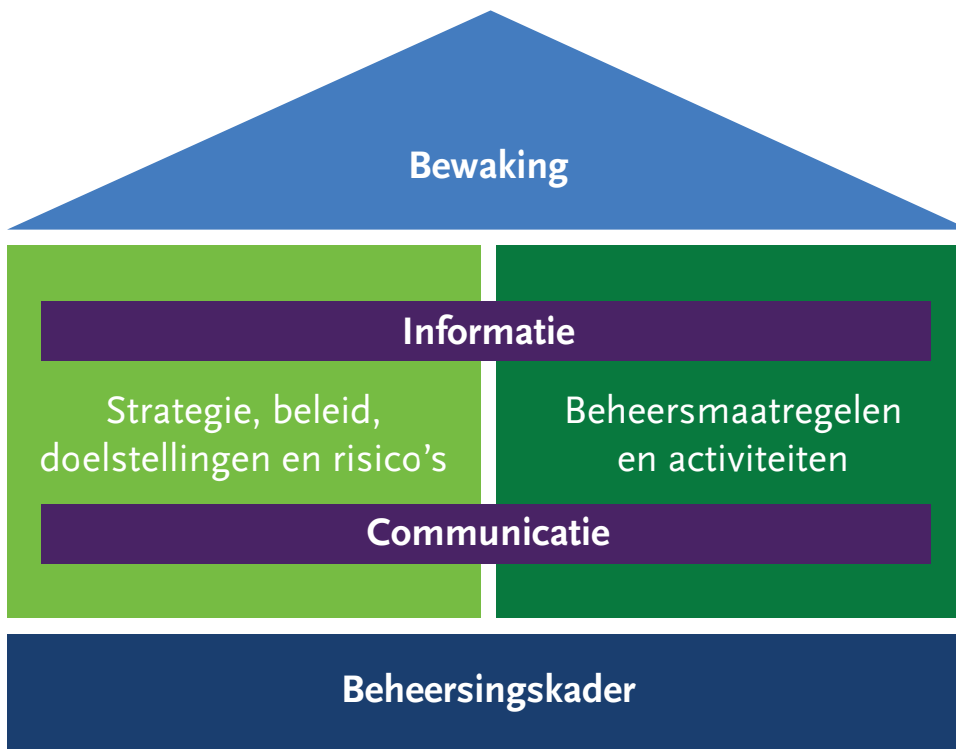 Bewaking
Informatie
Strategie, beleid,
doelstellingen en risico’s
Beheersmaatregelen
en activiteiten
Communicatie
Beheersingskader